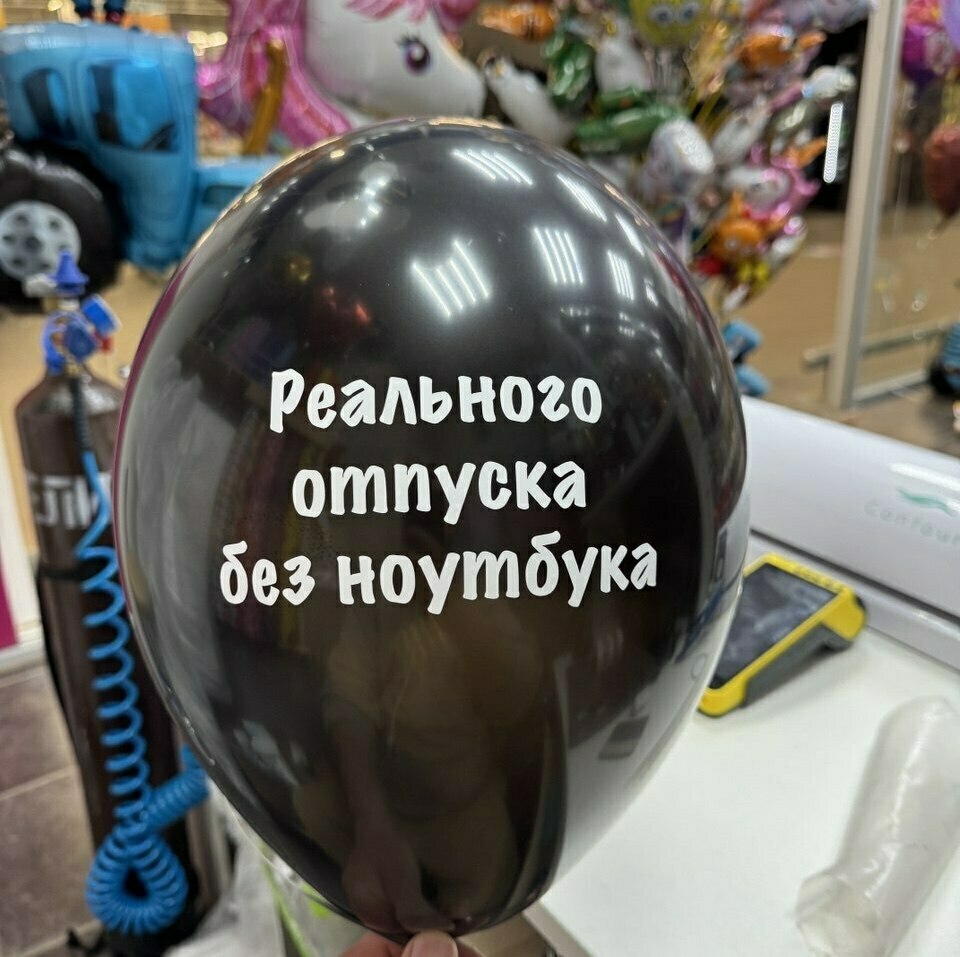 Реального
отпуска
без ноутбука